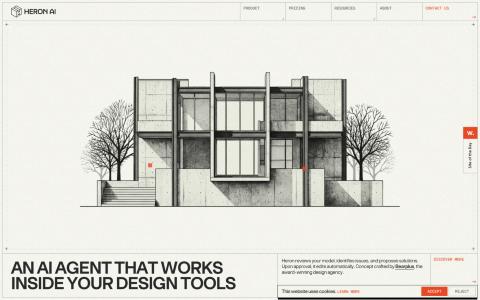 HERON AI
PRODUCT
PRICING
RESOURCES
ABOUT
CONTACT US
W.
Site of the Day
AN AI AGENT THAT WORKS
INSIDE YOUR DESIGN TOOLS
Heron reviews your model, identifies issues, and proposes solutions.
Upon approval, it edits automatically. Concept crafted by Bearplus, the
award-winning design agency.
DISCOVER MORE
This website uses cookies. LEARN MORE
ACCEPT
REJECT